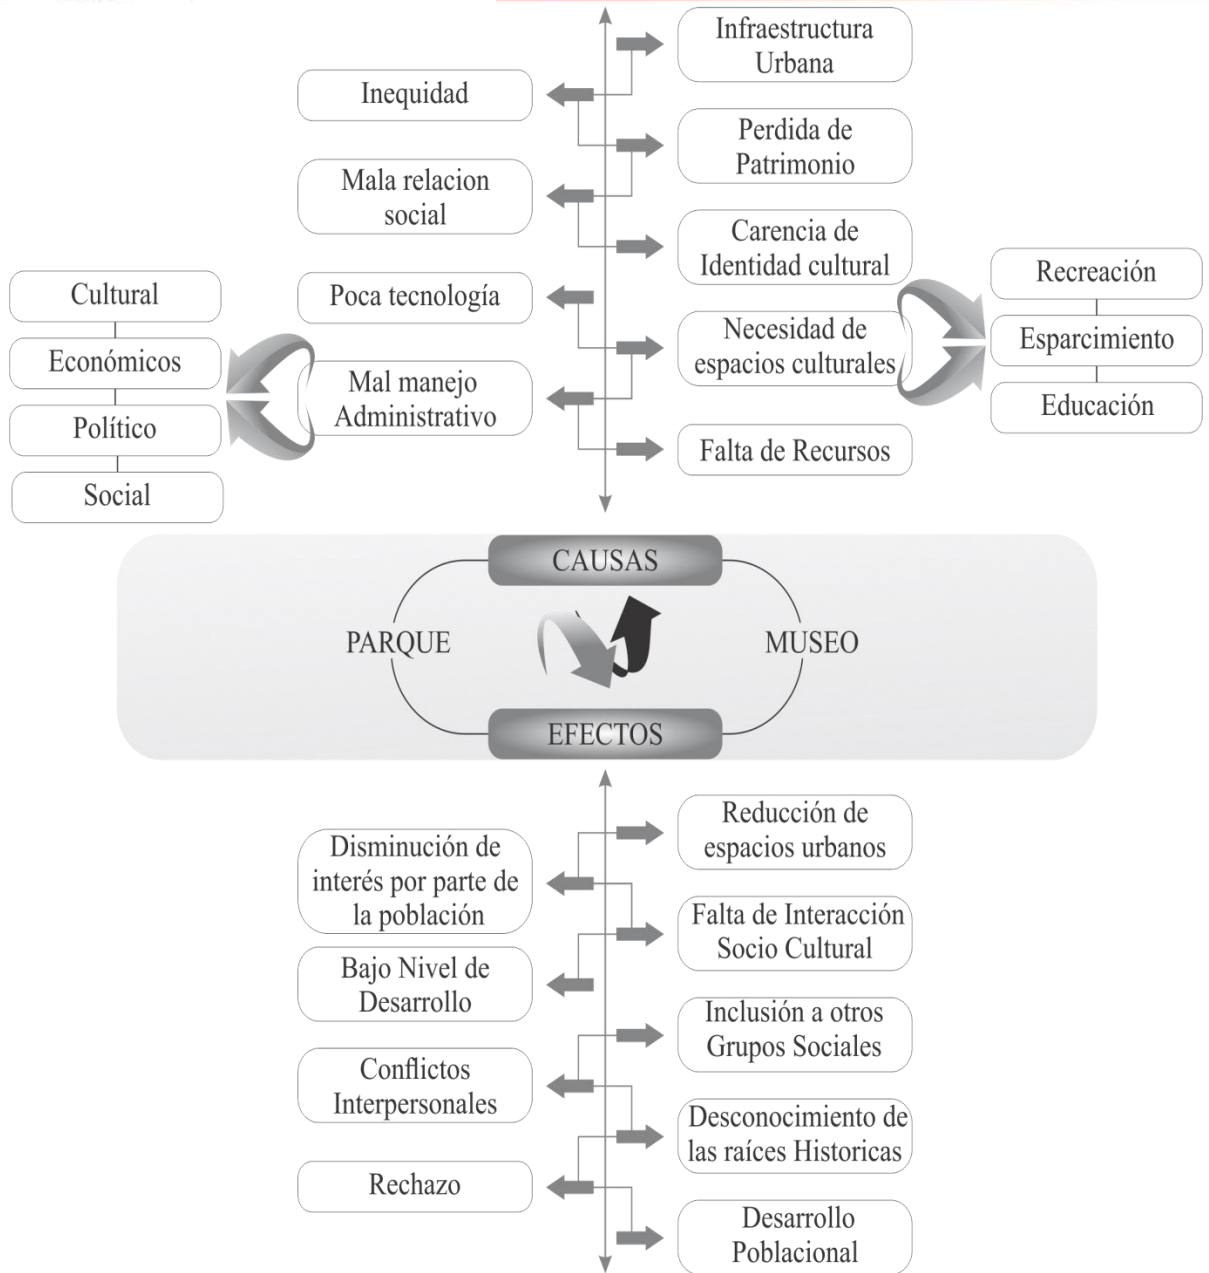 Infraestructura
Urbana
Inequidad
Perdida de
Patrimonio
Mala relacion
social
Carencia de
Identidad cultural
Recreación
Cultural
Poca tecnología
Necesidad de
espacios culturales
Esparcimiento
Económicos
Mal manejo
Administrativo
Educación
Político
Falta de Recursos
Social
CAUSAS
PARQUE
MUSEO
EFECTOS
Reducción de
espacios urbanos
Disminución de
interés por parte de
la población
Falta de Interacción
Socio Cultural
Bajo Nivel de
Desarrollo
Inclusión a otros
Grupos Sociales
Conflictos
Interpersonales
Desconocimiento de
las raíces Historicas
Rechazo
Desarrollo
Poblacional